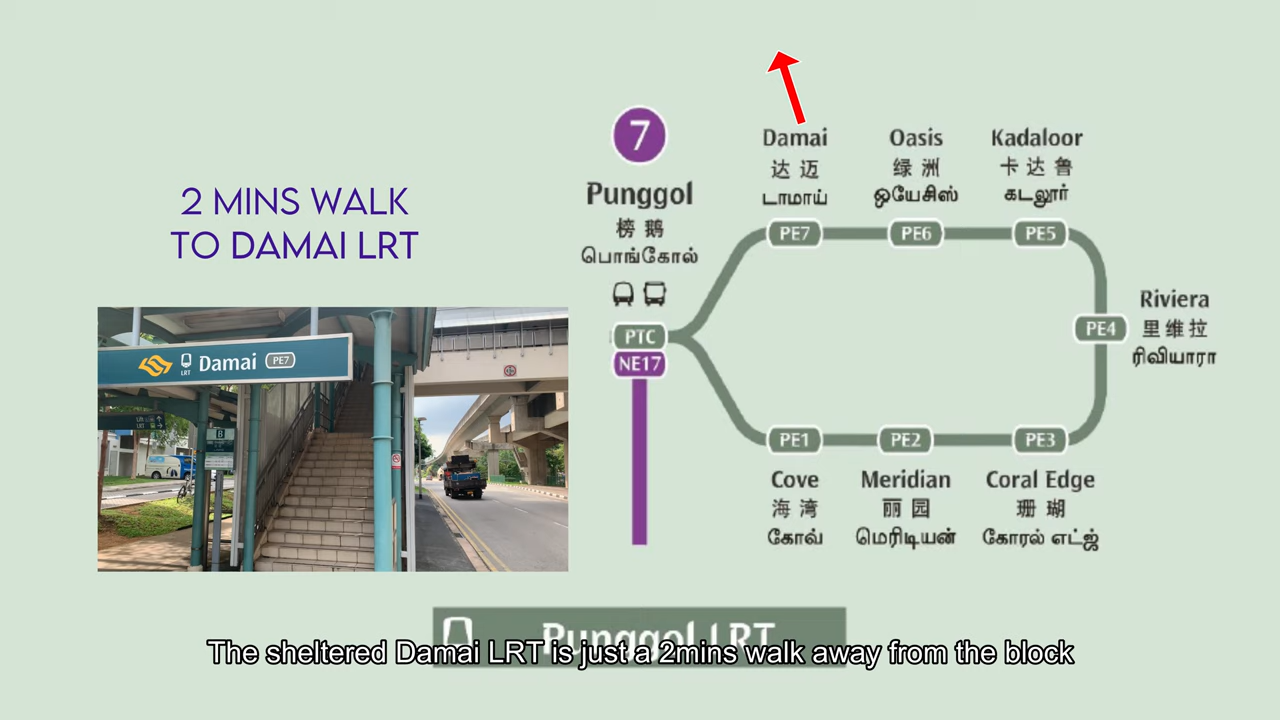 2 MINS WALK
TO DAMAI LRT
LRT
Damai
PE7
B
7
Punggol
榜鹅
பொங்கோல்
PTC
NE17
Damai
达迈
டாமாய்
PE7
Oasis
绿洲
ஒயேசிஸ்
PE6
Kadaloor
卡达鲁
கடலூர்
PE5
Riviera
里维拉
ரிவியாரா
PE4
PE1
Cove
海湾
கோவ்
PE2
Meridian
丽园
மெரிடியன்
PE3
Coral Edge
珊瑚
கோரல் எட்ஜ்
Punggol LRT
The sheltered Damai LRT is just a 2mins walk away from the block